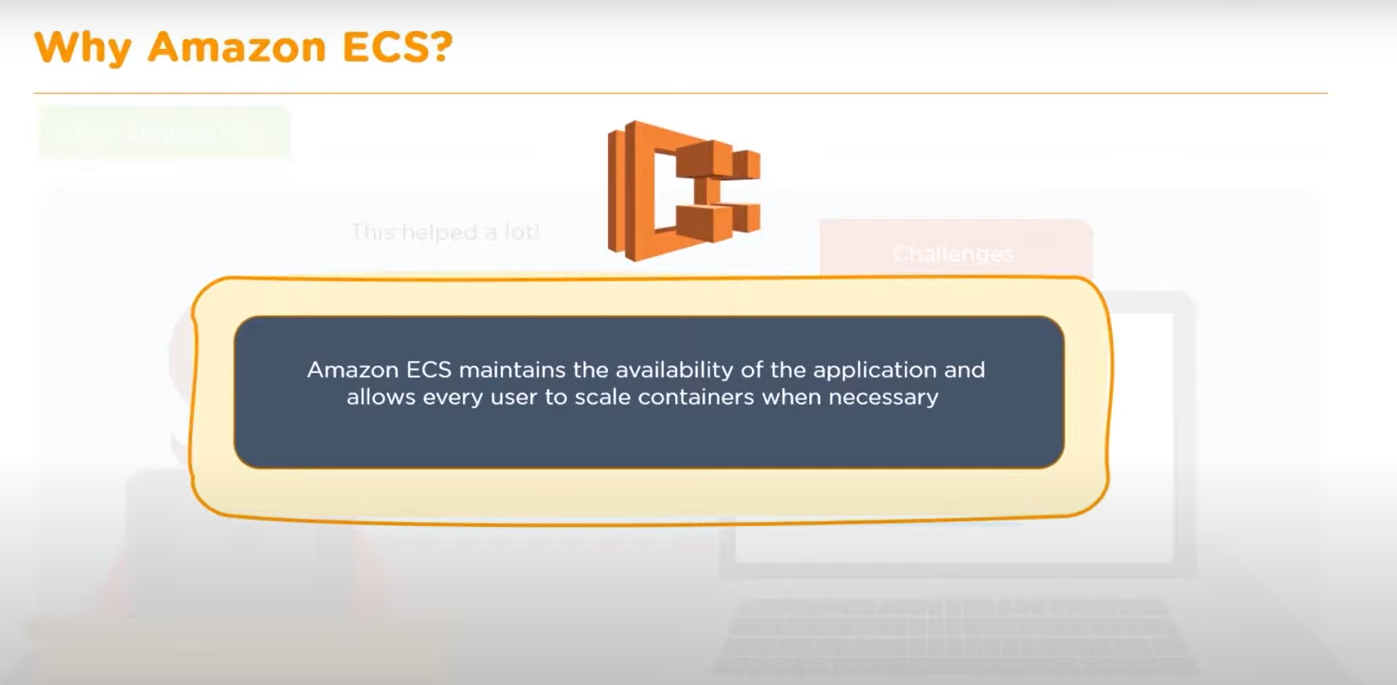 Why Amazon ECS?
This helped a lot!
Challenges
Amazon ECS maintains the availability of the application and
allows every user to scale containers when necessary